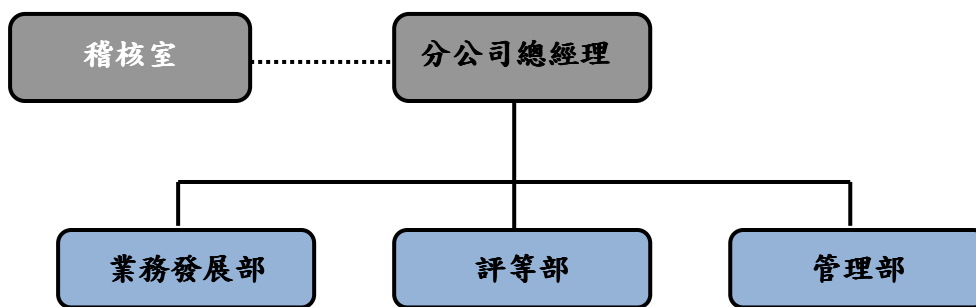 稽核室
分公司總經理
業務發展部
評等部
管理部